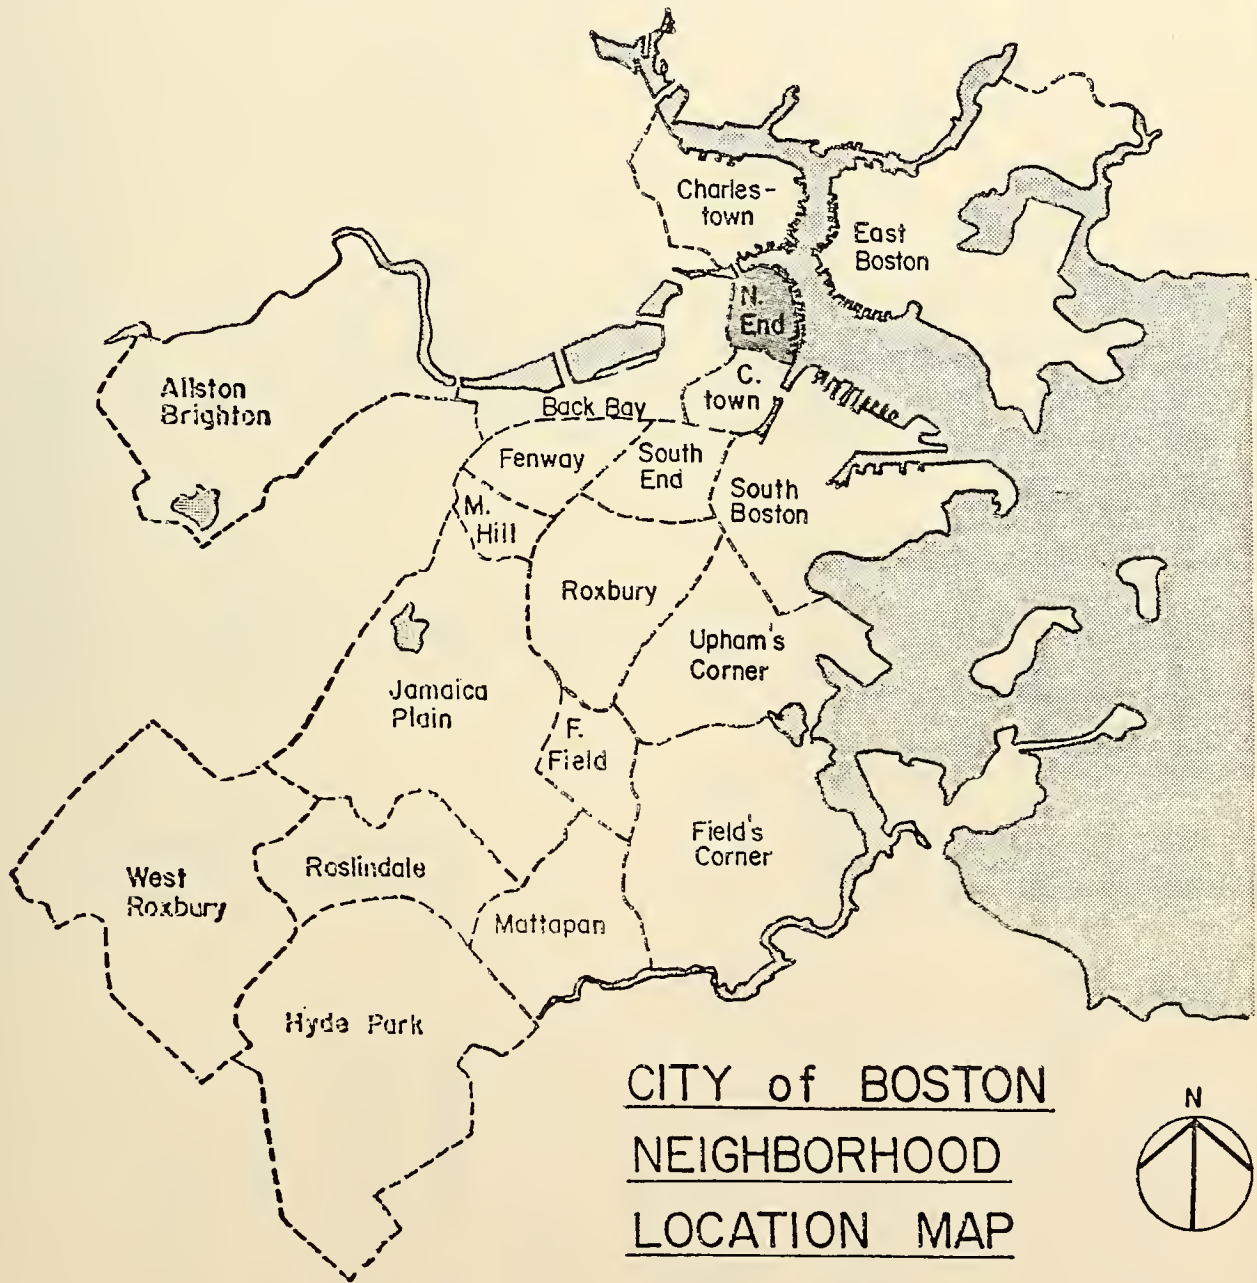 Charles-
town
East
Boston
N.
End
Allston
Brighton
C.
town
Back Bay
Fenway
South
End
South
Boston
M.
Hill
Roxbury
Upham's
Corner
Jamaica
Plain
F.
Field
Field's
Corner
West
Roxbury
Roslindale
Mattapan
Hyde Park
CITY of BOSTON
NEIGHBORHOOD
LOCATION MAP
N